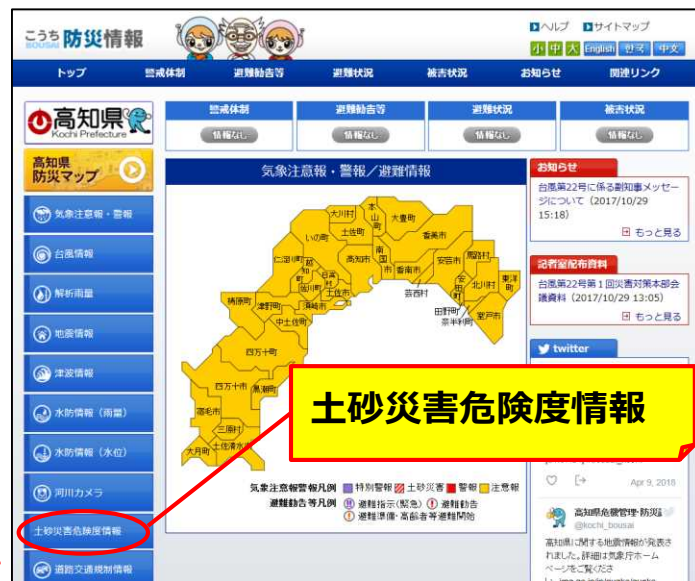 こうち防災情報
BOUSAI
ヘルプ サイトマップ
小 中 大 English 한국 中文
トップ 警戒体制 避難勧告等 避難状況 被害状況 お知らせ 関連リンク
高知県
Kochi Prefecture
警戒体制 避難勧告等 避難状況 被害状況
情報なし 情報なし 情報なし 情報なし
高知県
防災マップ
気象注意報・警報
台風情報
解析雨量
地震情報
津波情報
水防情報（雨量）
水防情報（水位）
河川カメラ
土砂災害危険度情報
道路交通規制情報
気象注意報・警報／避難情報
大川村
本山町
大豊町
土佐町
いの町
香美市
仁淀川町
越知町
日高村
高知市
南国市
香南市
安芸市
馬路村
佐川町
土佐市
芸西村
安田町
北川村
東洋町
梼原町
津野町
須崎市
田野町
奈半利町
室戸市
中土佐町
四万十町
四万十市
黒潮町
宿毛市
三原村
大月町
土佐清水市
土砂災害危険度情報
気象注意報警報凡例 特別警報 土砂災害 警報 注意報
避難勧告等凡例 避難指示(緊急) 避難勧告
避難準備・高齢者等避難開始
お知らせ
台風第22号に係る副知事メッセー
ジについて（2017/10/29
15:18）
もっと見る
記者室配布資料
台風第22号第１回災害対策本部会
議資料（2017/10/29 13:05）
もっと見る
twitter
Apr 9, 2018
高知県危機管理・防災
@kochi_bousai
高知県に関する地震情報が発表さ
れました。詳細は気象庁ホーム
ページをご覧くださ